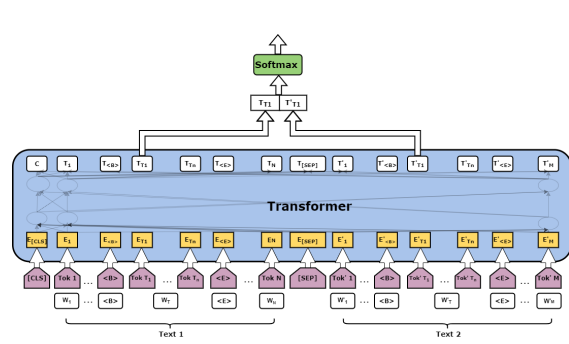 Softmax
T_T1 T'_T1
C T_1 T_<B> T_T1 T_Tn T_<E> T_N T_[SEP] T'_1 T'_<B> T'_T1 T'_Tn T'_<E> T'_M
Transformer
E_[CLS] E_1 E_<B> E_T1 E_Tn E_<E> E_N E_[SEP] E'_1 E'_<B> E'_T1 E'_Tn E'_<E> E'_M
[CLS] Tok 1 ... <B> Tok T_1 ... Tok T_n <E> ... Tok N [SEP] Tok' 1 ... <B> Tok' T_1 ... Tok' T_n <E> ... Tok' M
W_1 ... <B> W_T <E> ... W_n W'_1 ... <B> W'_T <E> ... W'_M
Text 1 Text 2